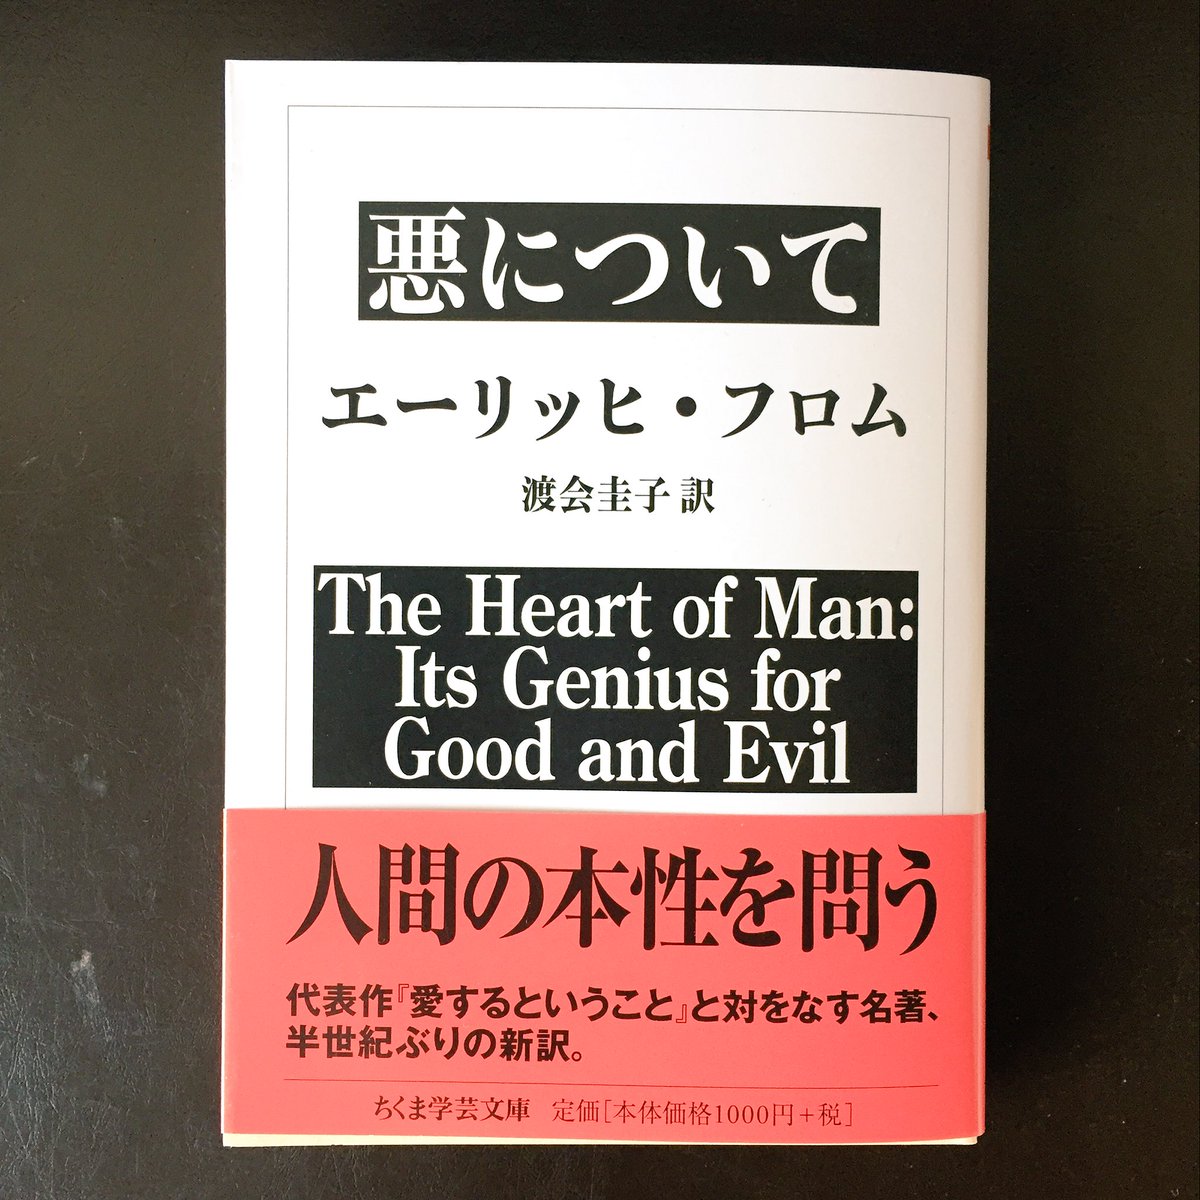 悪について
エーリッヒ・フロム
渡会圭子 訳
The Heart of Man:
Its Genius for
Good and Evil
人間の本性を問う
代表作『愛するということ』と対をなす名著、
半世紀ぶりの新訳。
ちくま学芸文庫 定価[本体価格1000円+税]